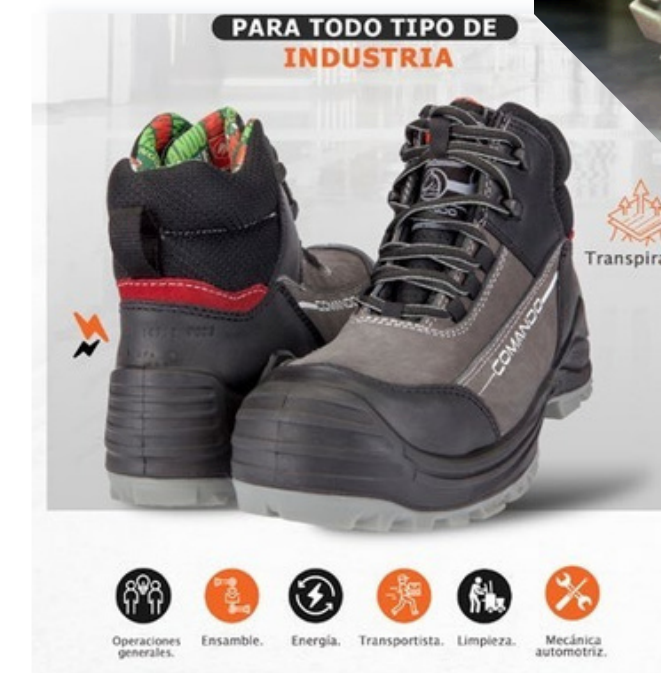 PARA TODO TIPO DE
INDUSTRIA
Transpira
COMANDO
COMANDO
Operaciones
generales.
Ensamble.
Energía.
Transportista.
Limpieza.
Mecánica
automotriz.